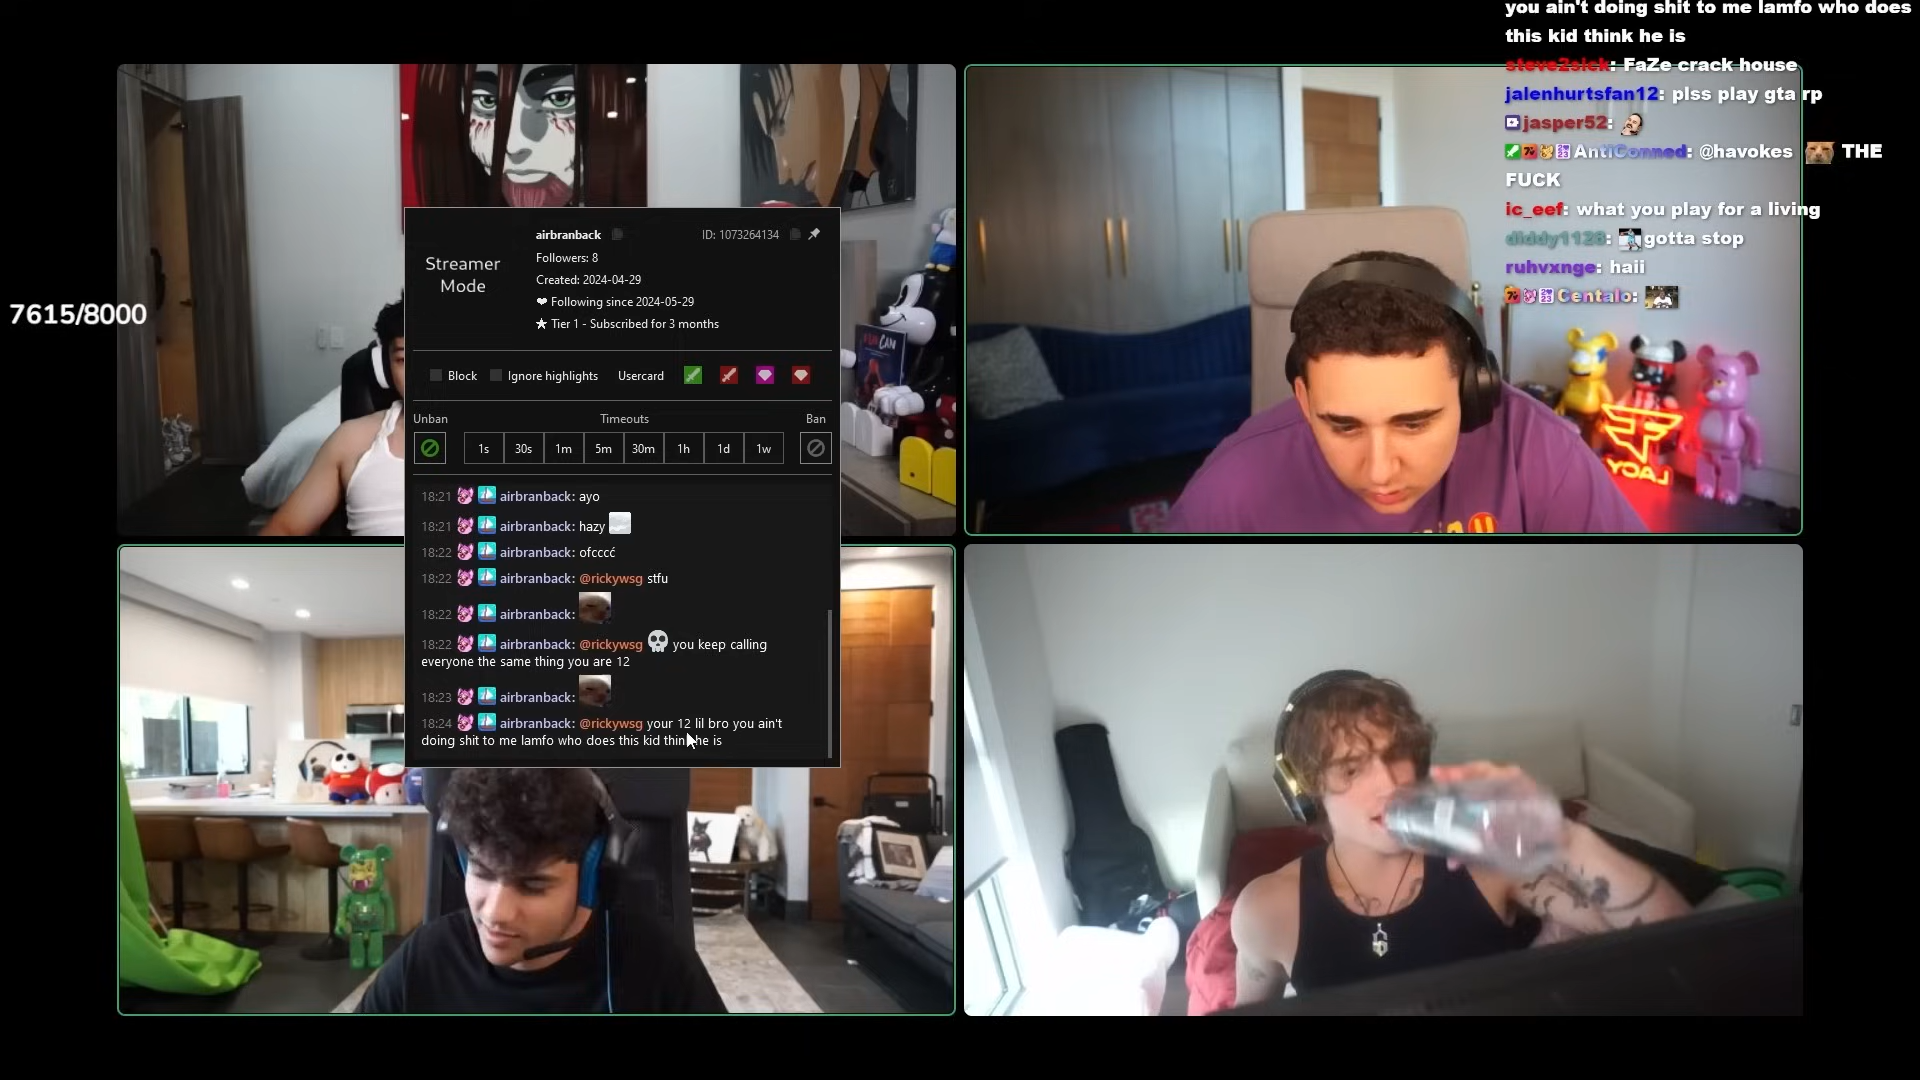 you ain't doing shit to me lamfo who does
this kid think he is
steve2sick: FaZe crack house
jalenhurtsfan12: plss play gta rp
jasper52:
AntiConned: @havokes THE
FUCK
ic_eef: what you play for a living
diddy1128: gotta stop
ruhvxnge: haii
Centalo:
7615/8000
Streamer
Mode
airbranback ID: 1073264134
Followers: 8
Created: 2024-04-29
Following since 2024-05-29
Tier 1 - Subscribed for 3 months
Block Ignore highlights Usercard
Unban Timeouts Ban
1s 30s 1m 5m 30m 1h 1d 1w
18:21 airbranback: ayo
18:21 airbranback: hazy
18:22 airbranback: ofcccć
18:22 airbranback: @rickywsg stfu
18:22 airbranback:
18:22 airbranback: @rickywsg you keep calling
everyone the same thing you are 12
18:23 airbranback:
18:24 airbranback: @rickywsg your 12 lil bro you ain't
doing shit to me lamfo who does this kid think he is